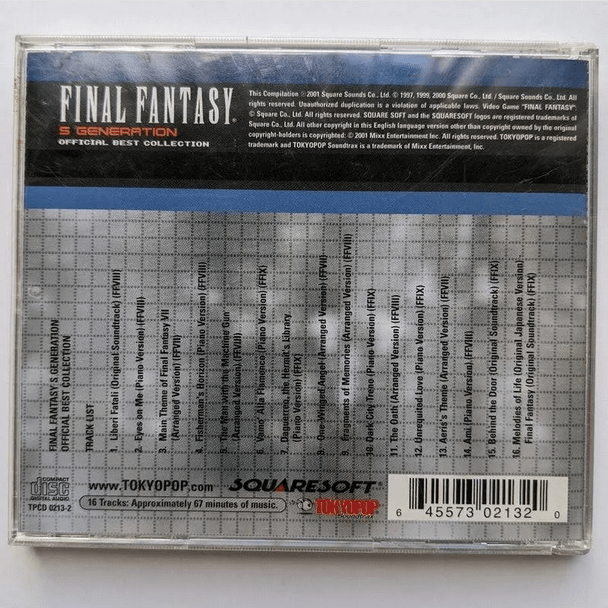 FINAL FANTASY®
S GENERATION
OFFICIAL BEST COLLECTION
This Compilation ℗2001 Square Sounds Co., Ltd. © 1997, 1999, 2000 Square Co., Ltd. / Square Sounds Co., Ltd. All
rights reserved. Unauthorized duplication is a violation of applicable laws. Video Game "FINAL FANTASY"
© Square Co., Ltd. All rights reserved. SQUARE SOFT and the SQUARESOFT logos are registered trademarks of
Square Co., Ltd. All other copyright in this English language version other than copyright owned by the original
copyright-holders is copyrighted: © 2001 Mixx Entertainment Inc. All rights reserved. TOKYOPOP is a registered
trademark and TOKYOPOP Soundtrax is a trademark of Mixx Entertainment, Inc.
FINAL FANTASY S GENERATION
OFFICIAL BEST COLLECTION
TRACK LIST
1. Liberi Fatali (Original Soundtrack) (FFVIII)
2. Eyes on Me (Piano Version) (FFVIII)
3. Main Theme of Final Fantasy VII
(Arranged Version) (FFVII)
4. Fisherman's Horizon (Piano Version) (FFVIII)
5. The Man with the Machine Gun
(Arranged Version) (FFVIII)
6. Vamo' Alla Flamenco (Piano Version) (FFIX)
7. Daguerreo, the Hermit's Library
(Piano Version) (FFIX)
8. One-Winged Angel (Arranged Version) (FFVII)
9. Fragments of Memories (Arranged Version) (FFVIII)
10. Dark City Treno (Piano Version) (FFIX)
11. The Oath (Arranged Version) (FFVIII)
12. Unrequited Love (Piano Version) (FFIX)
13. Aeris's Theme (Arranged Version) (FFVII)
14. Ami (Piano Version) (FFVIII)
15. Behind the Door (Original Soundtrack) (FFIX)
16. Melodies of Life (Original Japanese Version)
Final Fantasy (Original Soundtrack) (FFIX)
COMPACT
disc
DIGITAL AUDIO
TPCD 0213-2
www.TOKYOPOP.com
SQUARESOFT®
16 Tracks: Approximately 67 minutes of music.
TOKYOPOP
Soundtrax
6 45573 02132 0